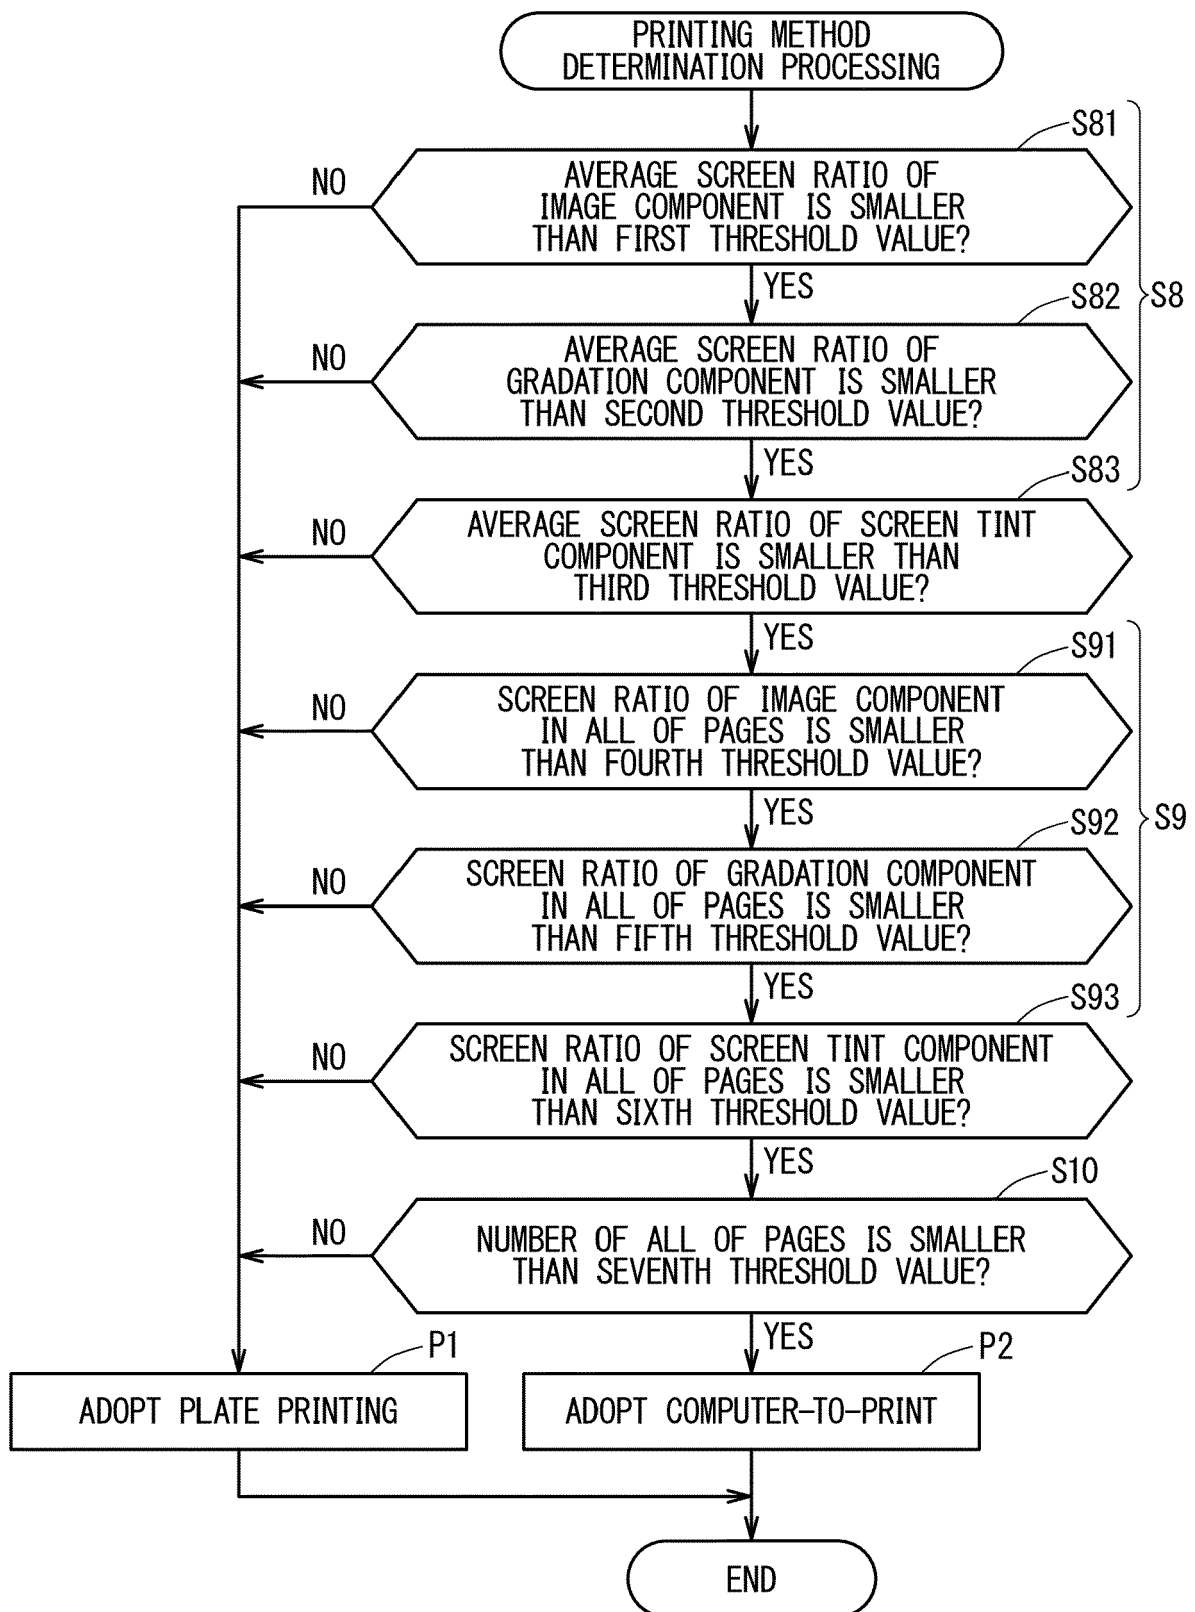 PRINTING METHOD
DETERMINATION PROCESSING
S81
NO
AVERAGE SCREEN RATIO OF
IMAGE COMPONENT IS SMALLER
THAN FIRST THRESHOLD VALUE?
YES
S8
S82
NO
AVERAGE SCREEN RATIO OF
GRADATION COMPONENT IS SMALLER
THAN SECOND THRESHOLD VALUE?
YES
S83
NO
AVERAGE SCREEN RATIO OF SCREEN TINT
COMPONENT IS SMALLER THAN
THIRD THRESHOLD VALUE?
YES
S91
NO
SCREEN RATIO OF IMAGE COMPONENT
IN ALL OF PAGES IS SMALLER
THAN FOURTH THRESHOLD VALUE?
YES
S9
S92
NO
SCREEN RATIO OF GRADATION COMPONENT
IN ALL OF PAGES IS SMALLER
THAN FIFTH THRESHOLD VALUE?
YES
S93
NO
SCREEN RATIO OF SCREEN TINT COMPONENT
IN ALL OF PAGES IS SMALLER
THAN SIXTH THRESHOLD VALUE?
YES
S10
NO
NUMBER OF ALL OF PAGES IS SMALLER
THAN SEVENTH THRESHOLD VALUE?
YES
P1
P2
ADOPT PLATE PRINTING
ADOPT COMPUTER-TO-PRINT
END